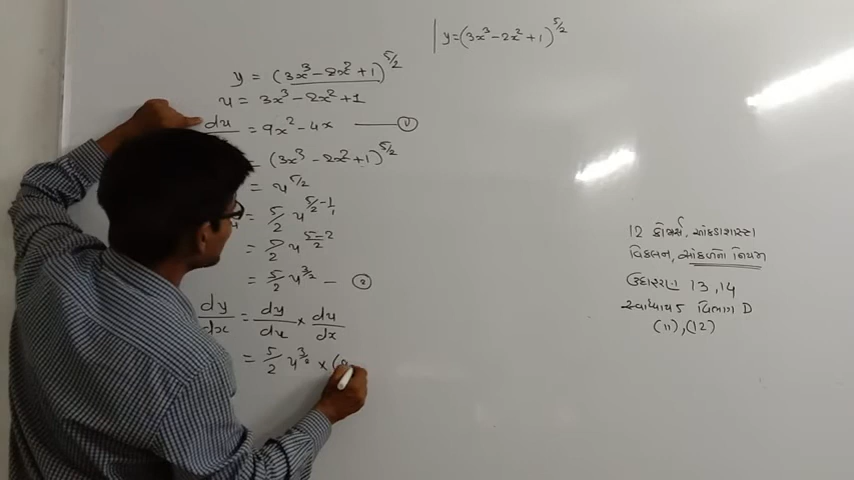 y = (3x³ - 2x² + 1)^5/2
u = 3x³ - 2x² + 1
du = 9x² - 4x —— ①
= (3x³ - 2x² + 1)^5/2
= u^5/2
= 5/2 u^5/2 - 1/1
= 5/2 u^(5-2)/2
= 5/2 u^3/2 — ②
dy/dx = dy/du × du/dx
= 5/2 u^3/2 × (9
y = (3x³ - 2x² + 1)^5/2
12 કોમર્સ, આંકડાશાસ્ત્ર
વિકલન, સાંકળનો નિયમ
ઉદાહરણ 13, 14
સ્વાધ્યાય 5 વિભાગ D
(11), (12)